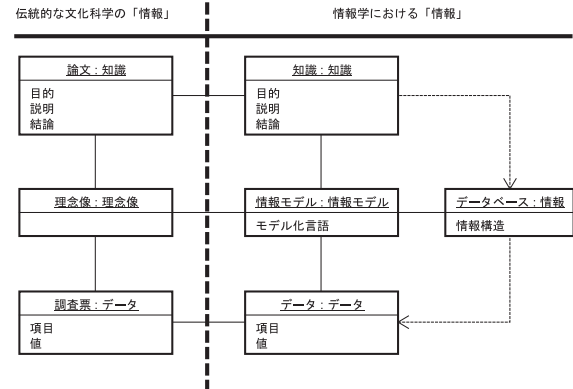 伝統的な文化科学の「情報」
情報学における「情報」
論文：知識
目的
説明
結論
知識：知識
目的
説明
結論
理念像：理念像
情報モデル：情報モデル
モデル化言語
データベース：情報
情報構造
調査票：データ
項目
値
データ：データ
項目
値